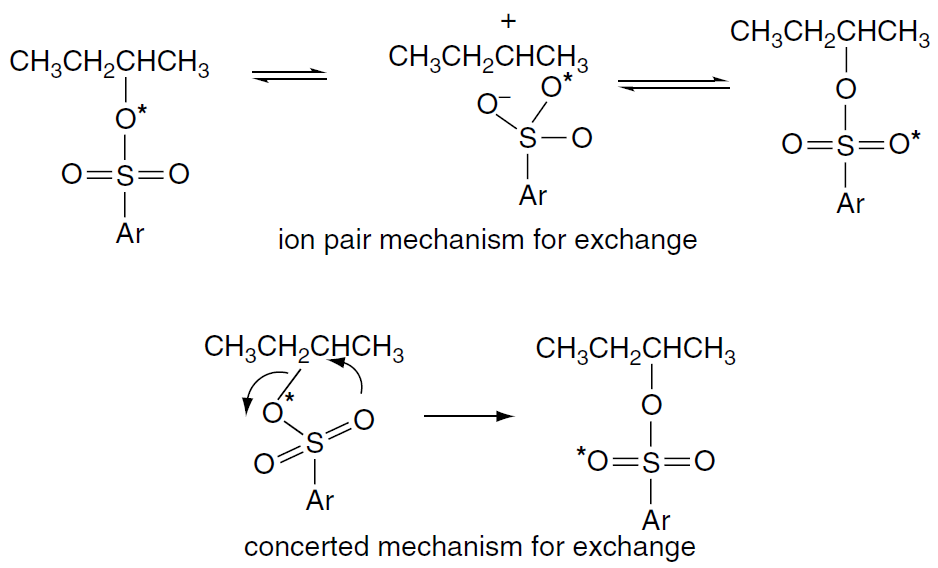 CH3CH2CHCH3
O*
O=S=O
Ar
+
CH3CH2CHCH3
O− O*
S–O
Ar
CH3CH2CHCH3
O
O=S=O*
Ar
ion pair mechanism for exchange
CH3CH2CHCH3
O*
O
S
O
Ar
CH3CH2CHCH3
O
*O=S=O
Ar
concerted mechanism for exchange